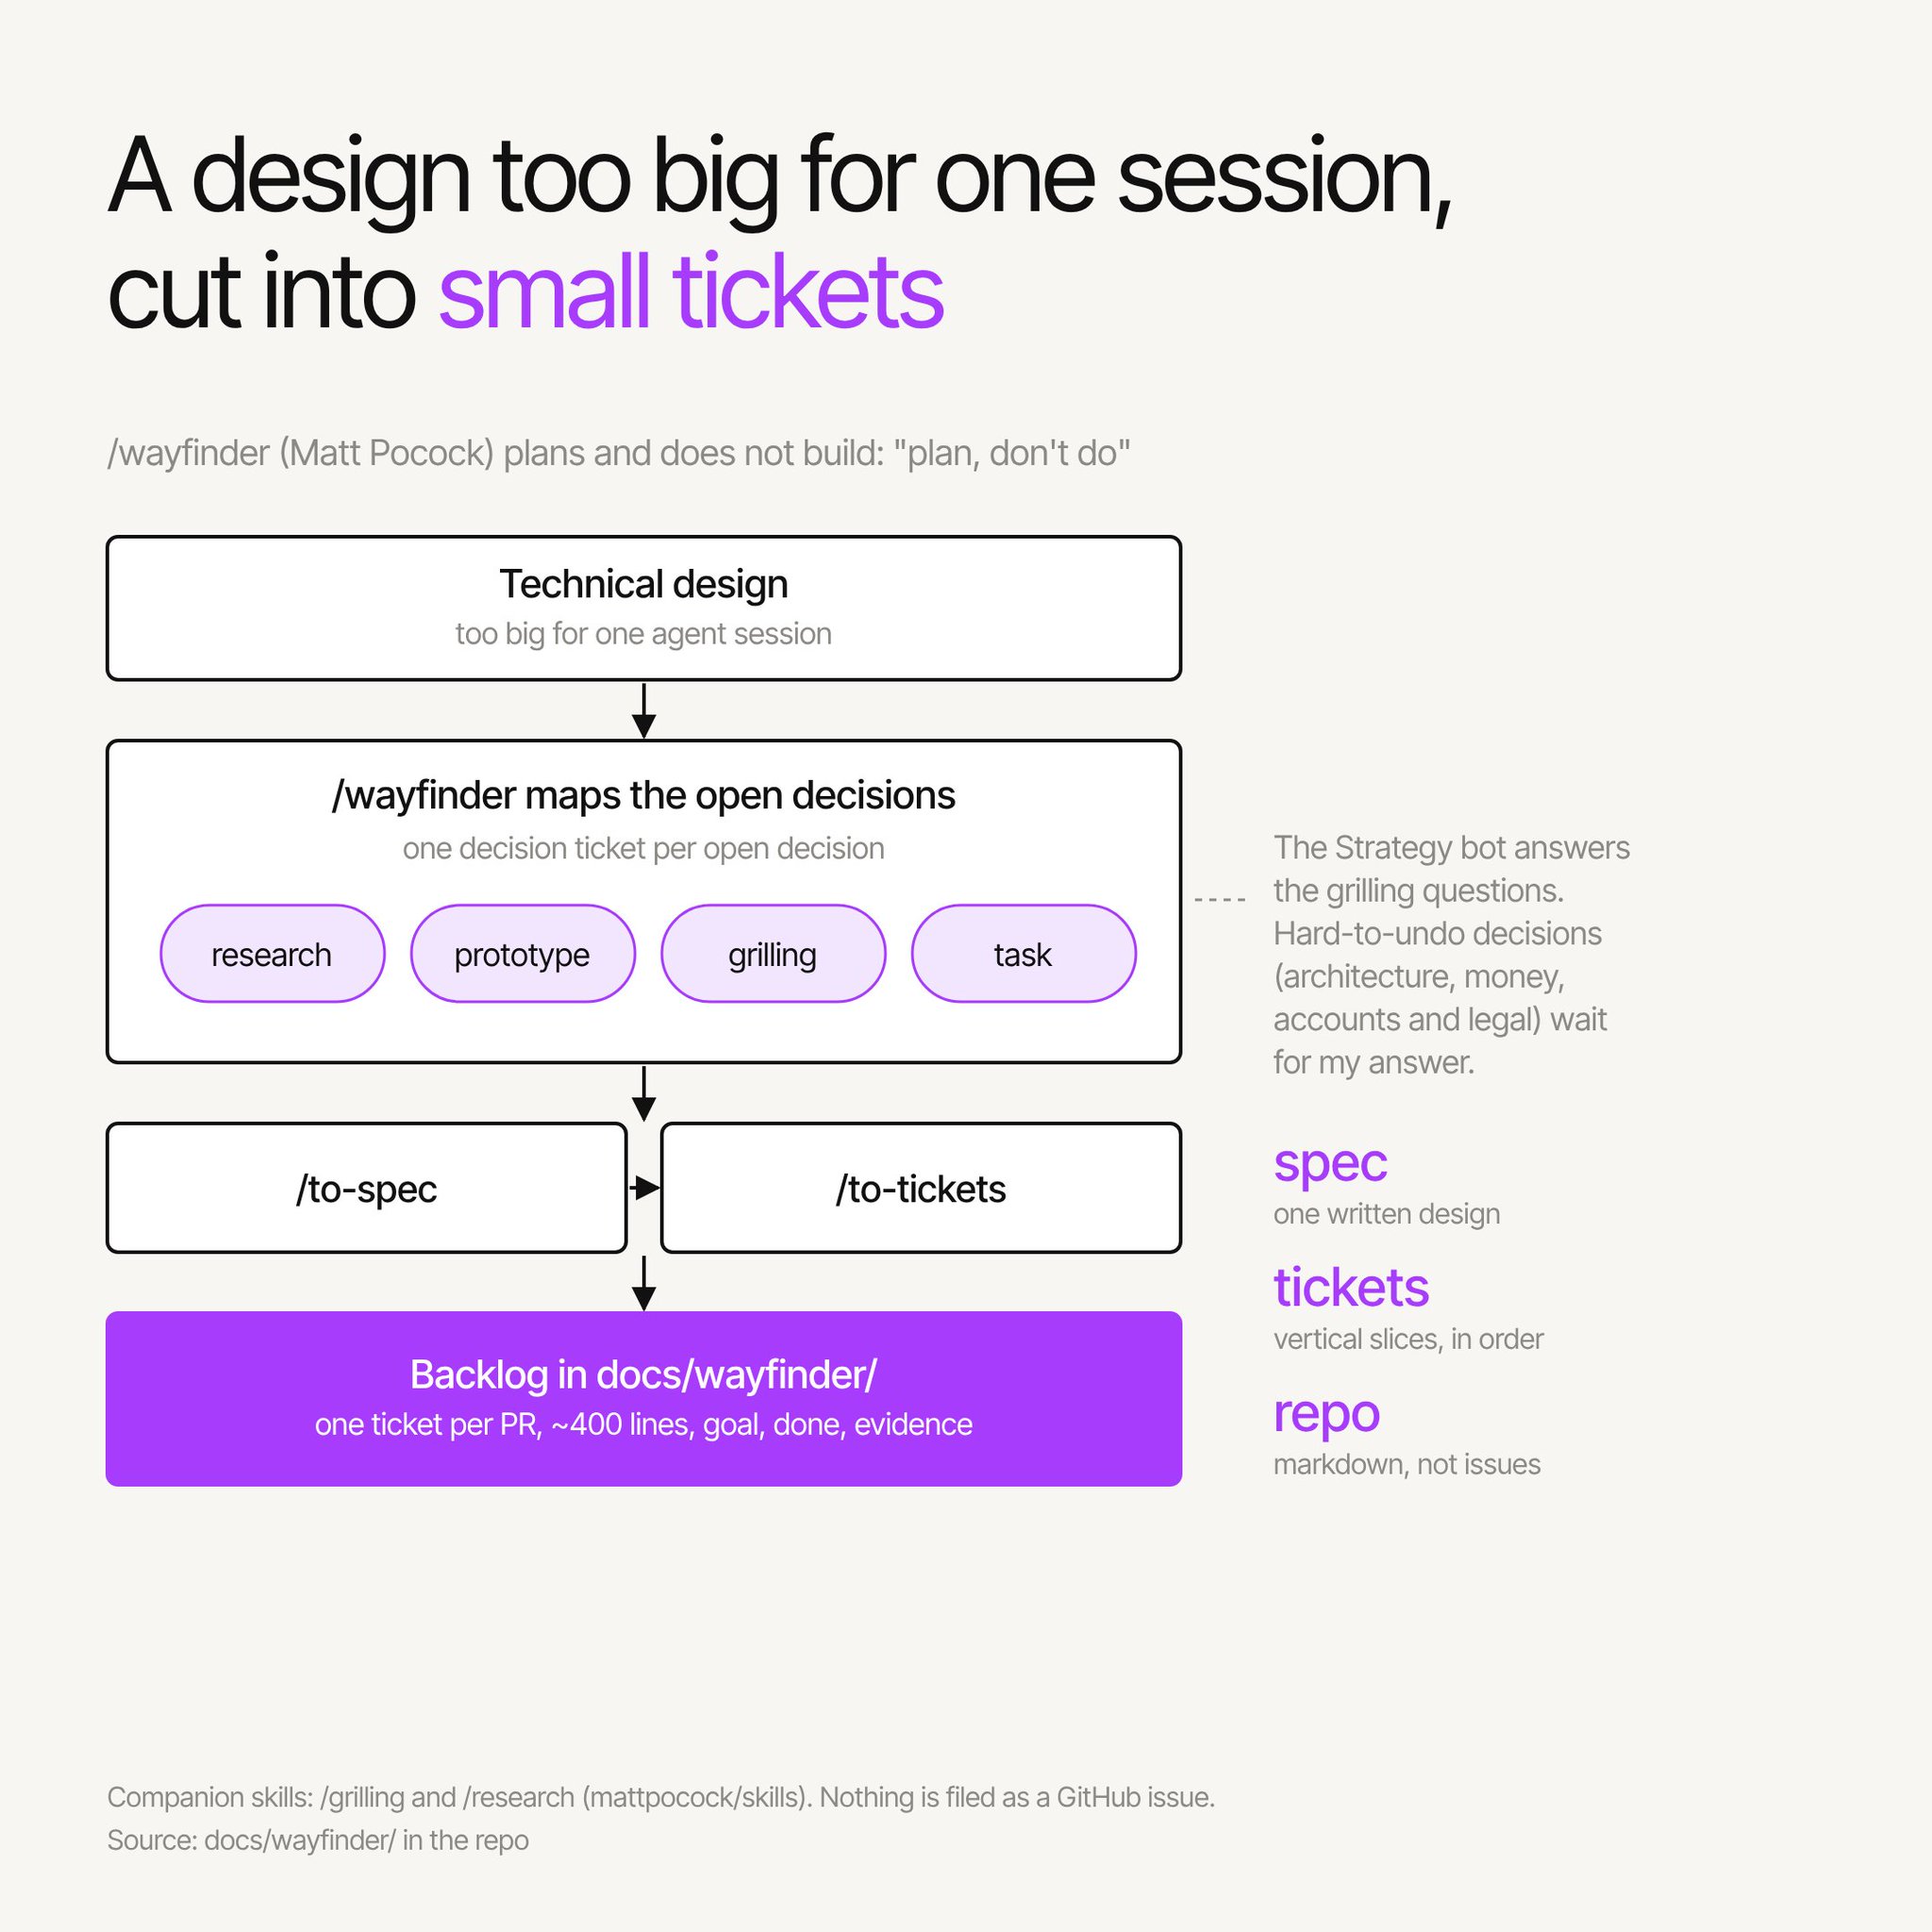 A design too big for one session,
cut into small tickets
/wayfinder (Matt Pocock) plans and does not build: "plan, don't do"
Technical design
too big for one agent session
/wayfinder maps the open decisions
one decision ticket per open decision
research
prototype
grilling
task
The Strategy bot answers
the grilling questions.
Hard-to-undo decisions
(architecture, money,
accounts and legal) wait
for my answer.
/to-spec
/to-tickets
spec
one written design
tickets
vertical slices, in order
Backlog in docs/wayfinder/
one ticket per PR, ~400 lines, goal, done, evidence
repo
markdown, not issues
Companion skills: /grilling and /research (mattpocock/skills). Nothing is filed as a GitHub issue.
Source: docs/wayfinder/ in the repo